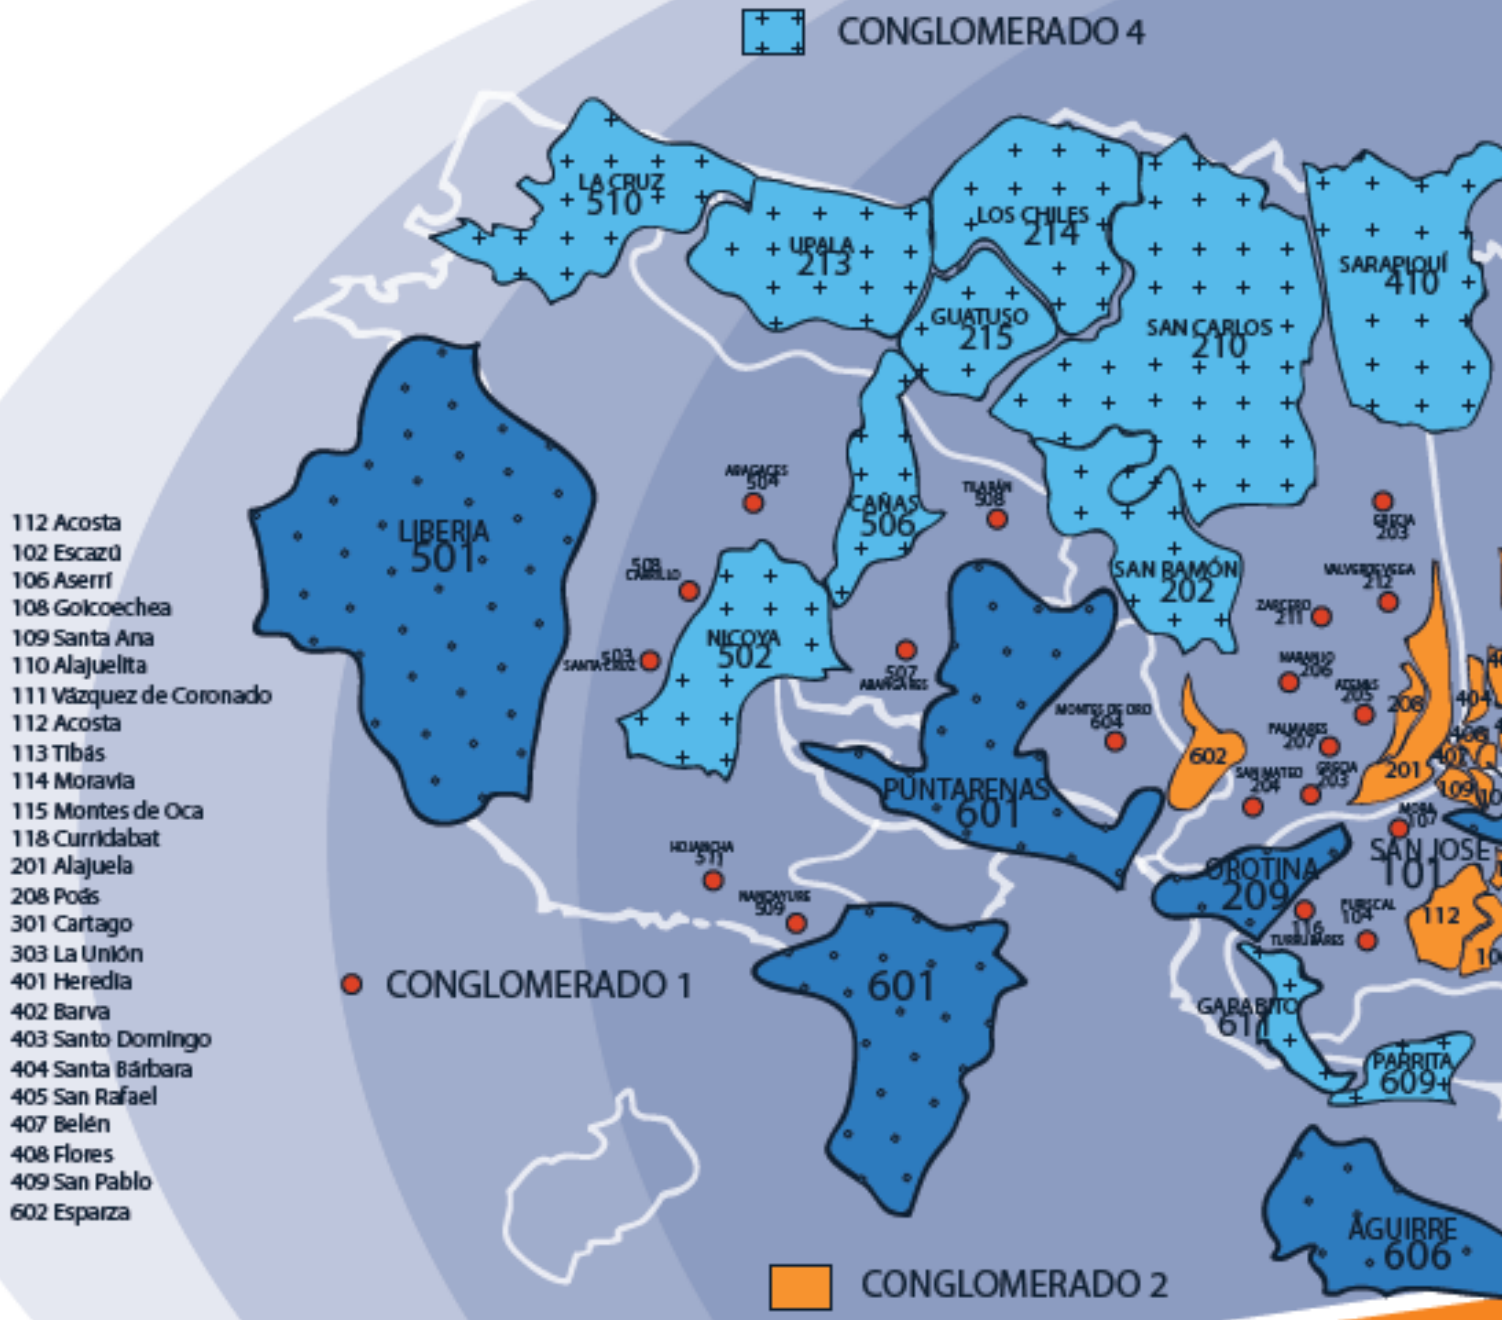 CONGLOMERADO 4
LA CRUZ
510
UPALA
213
LOS CHILES
214
GUATUSO
215
SAN CARLOS
210
SARAPIQUÍ
410
LIBERIA
501
ABAGACES
504
CAÑAS
506
TILARÁN
508
GRECIA
203
503
CARRILLO
SAN RAMÓN
202
VALVERDE VEGA
212
ZARCERO
211
NICOYA
502
503
SANTA CRUZ
507
ABANGARES
NARANJO
206
ATENAS
205
208
404
MONTES DE ORO
604
PALMARES
207
602
SAN MATEO
204
GRECIA
203
201
109
PUNTARENAS
601
MORA
107
SAN JOSE
101
HOJANCHA
511
NANDAYURE
509
OROTINA
209
116
TURRUBARES
PURISCAL
104
112
601
GARABITO
611
PARRITA
609
AGUIRRE
606
112 Acosta
102 Escazú
106 Aserrí
108 Goicoechea
109 Santa Ana
110 Alajuelita
111 Vázquez de Coronado
112 Acosta
113 Tibás
114 Moravia
115 Montes de Oca
118 Curridabat
201 Alajuela
208 Poás
301 Cartago
303 La Unión
401 Heredia
402 Barva
403 Santo Domingo
404 Santa Bárbara
405 San Rafael
407 Belén
408 Flores
409 San Pablo
602 Esparza
CONGLOMERADO 1
CONGLOMERADO 2